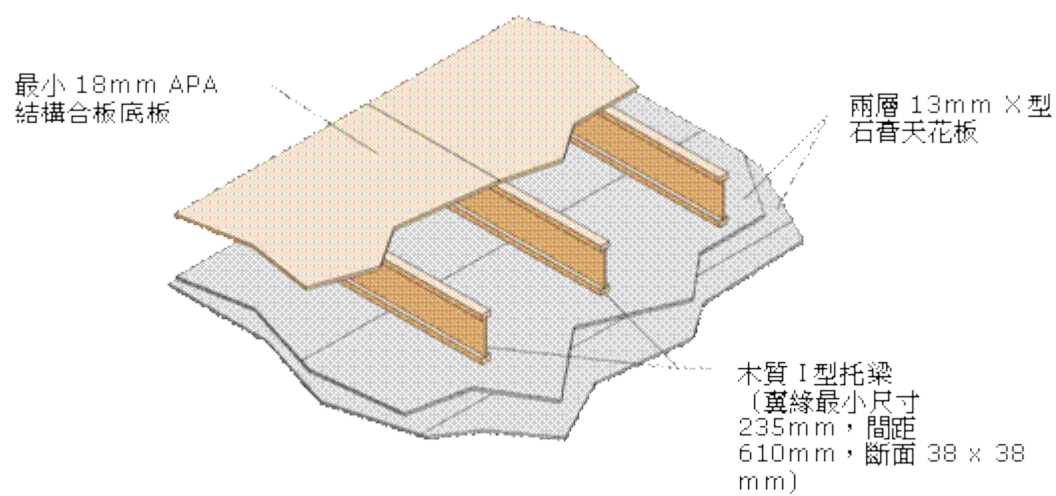 最小 18mm APA
結構合板底板
兩層 13mm X型
石膏天花板
木質 I 型托梁
（翼緣最小尺寸
235mm，間距
610mm，斷面 38 x 38
mm）